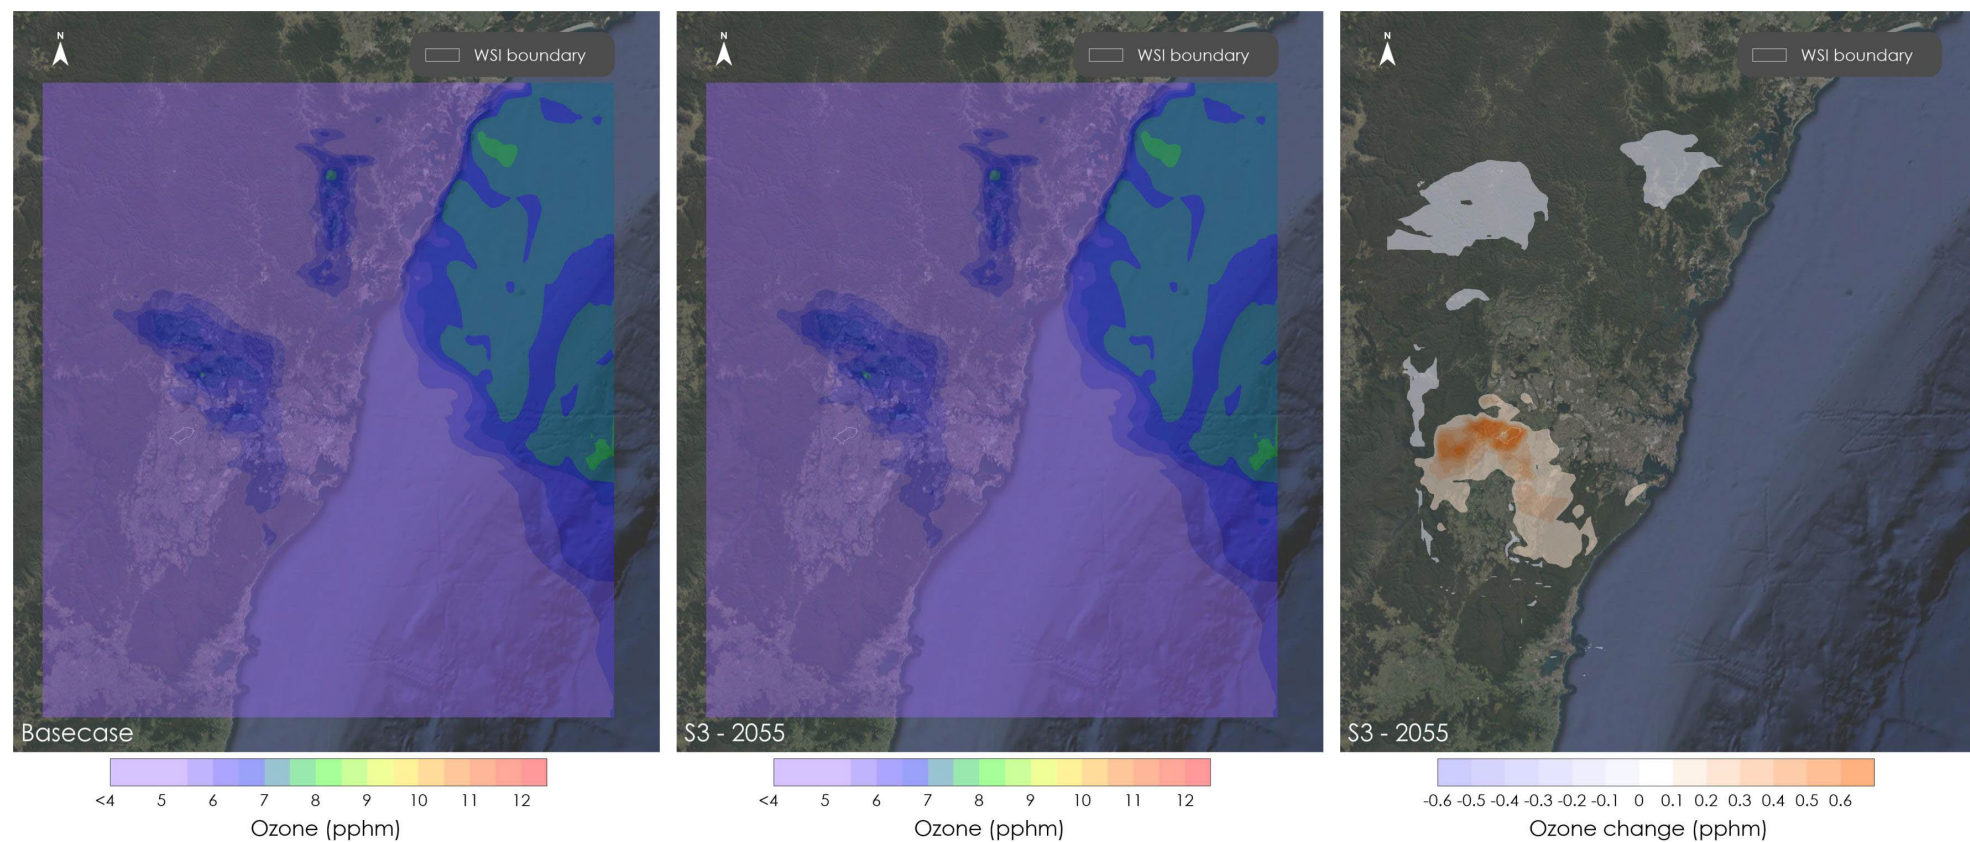 N
WSI boundary
N
WSI boundary
N
WSI boundary
Basecase
S3 - 2055
S3 - 2055
<4 5 6 7 8 9 10 11 12
<4 5 6 7 8 9 10 11 12
-0.6 -0.5 -0.4 -0.3 -0.2 -0.1 0 0.1 0.2 0.3 0.4 0.5 0.6
Ozone (pphm)
Ozone (pphm)
Ozone change (pphm)